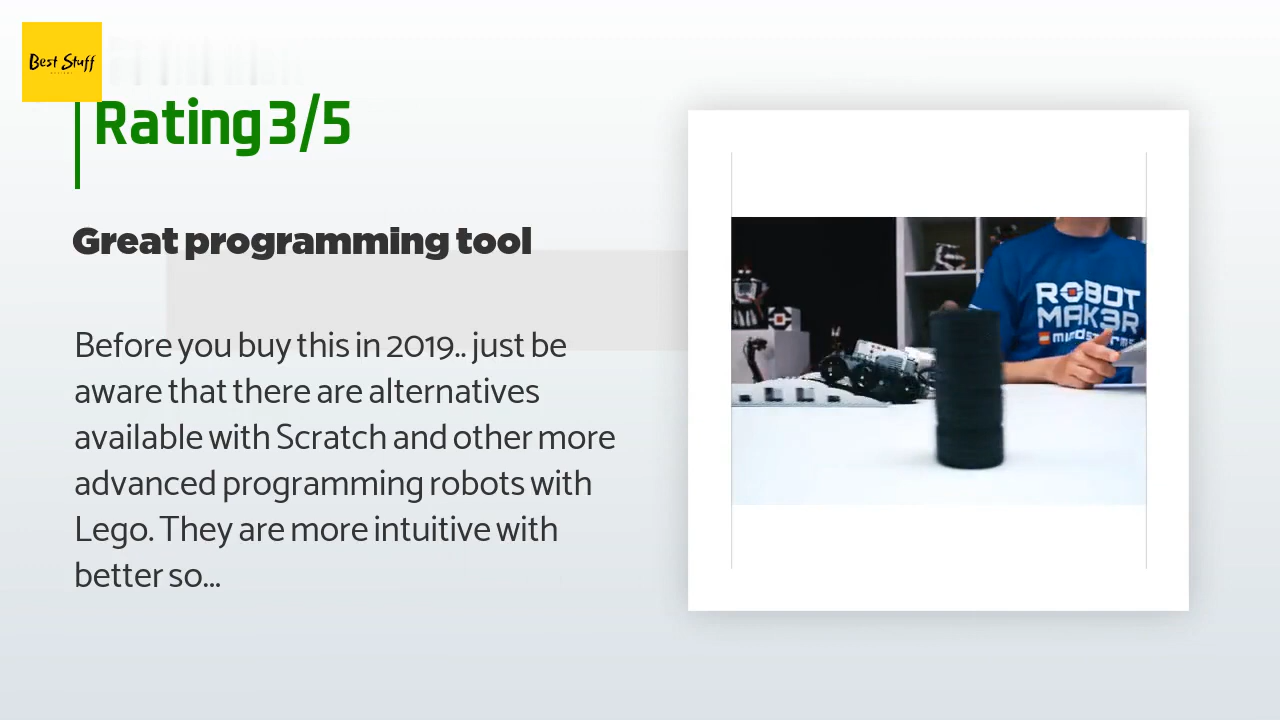 Best Stuff
Rating 3/5
Great programming tool
Before you buy this in 2019.. just be
aware that there are alternatives
available with Scratch and other more
advanced programming robots with
Lego. They are more intuitive with
better so...
ROBOT
MAK3R